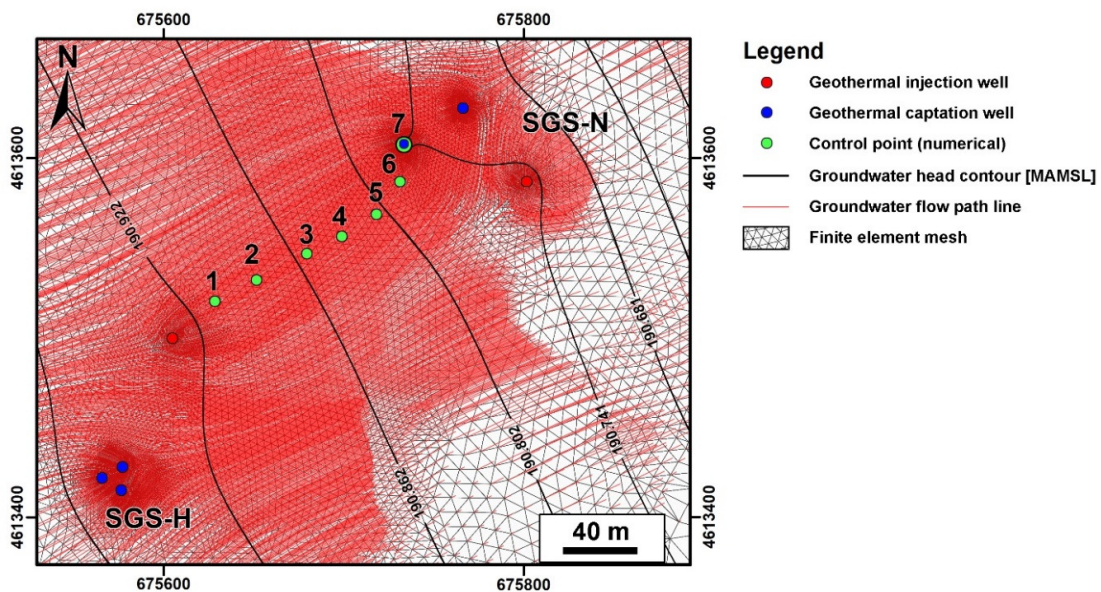 675600
675800
N
4613600
4613400
7
6
5
4
3
2
1
SGS-N
SGS-H
190.922
190.862
190.802
190.741
190.681
40 m
4613600
4613400
675600
675800
Legend
Geothermal injection well
Geothermal captation well
Control point (numerical)
Groundwater head contour [MAMSL]
Groundwater flow path line
Finite element mesh